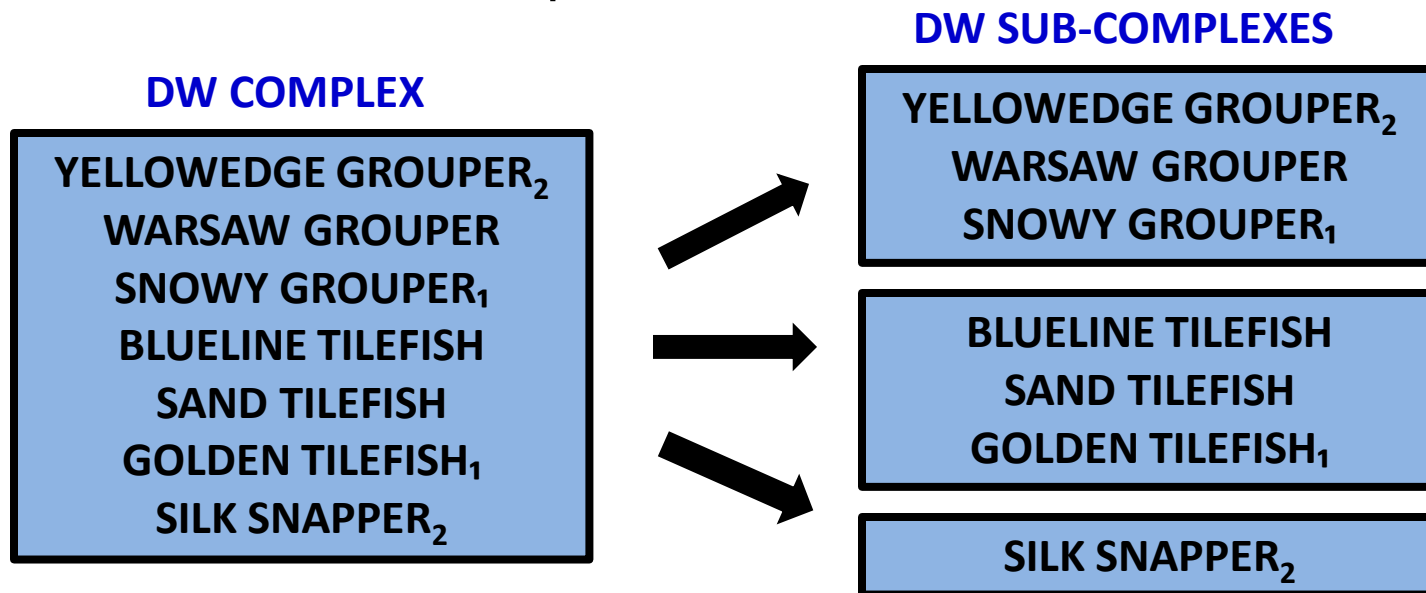 DW COMPLEX
YELLOWEDGE GROUPER₂
WARSAW GROUPER
SNOWY GROUPER₁
BLUELINE TILEFISH
SAND TILEFISH
GOLDEN TILEFISH₁
SILK SNAPPER₂
DW SUB-COMPLEXES
YELLOWEDGE GROUPER₂
WARSAW GROUPER
SNOWY GROUPER₁
BLUELINE TILEFISH
SAND TILEFISH
GOLDEN TILEFISH₁
SILK SNAPPER₂